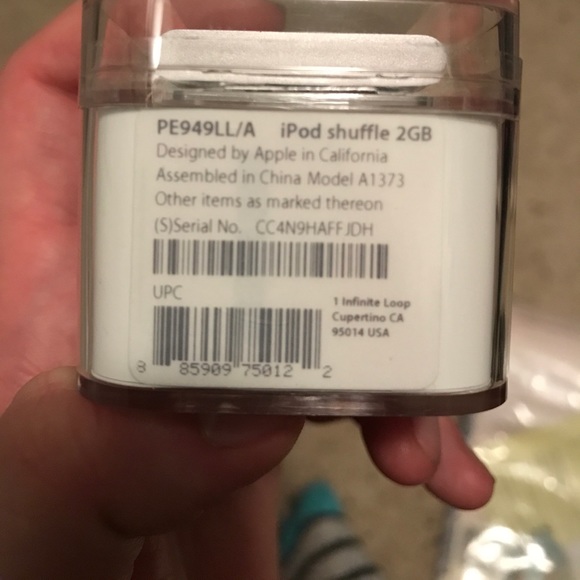 PE949LL/A iPod shuffle 2GB
Designed by Apple in California
Assembled in China Model A1373
Other items as marked thereon
(S)Serial No. CC4N9HAFFJDH
UPC
1 Infinite Loop
Cupertino CA
95014 USA
8 85909 75012 2